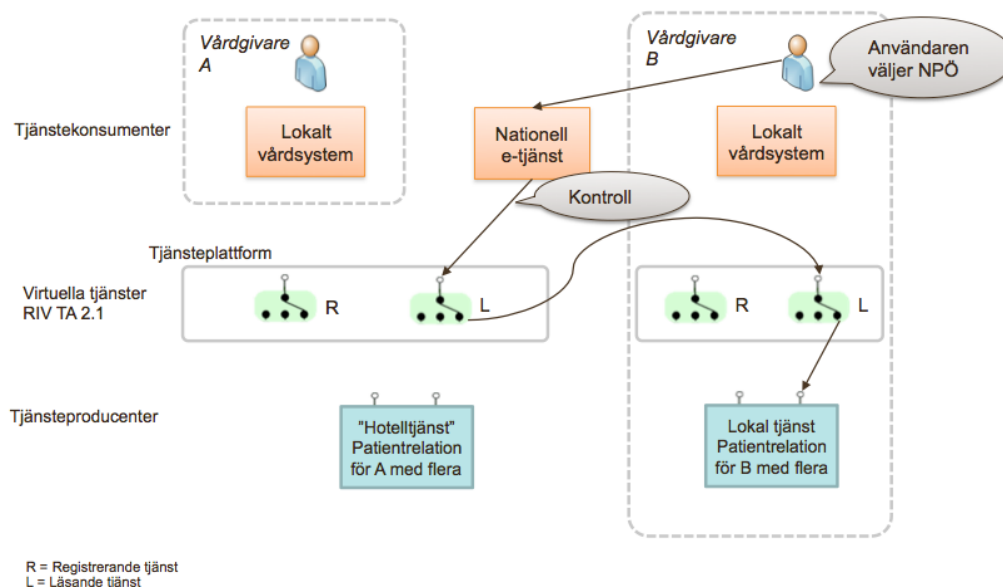 Vårdgivare
A
Vårdgivare
B
Användaren
väljer NPÖ
Tjänstekonsumenter
Lokalt
vårdsystem
Nationell
e-tjänst
Lokalt
vårdsystem
Kontroll
Tjänsteplattform
Virtuella tjänster
RIV TA 2.1
R
L
R
L
Tjänsteproducenter
"Hotelltjänst"
Patientrelation
för A med flera
Lokal tjänst
Patientrelation
för B med flera
R = Registrerande tjänst
L = Läsande tjänst